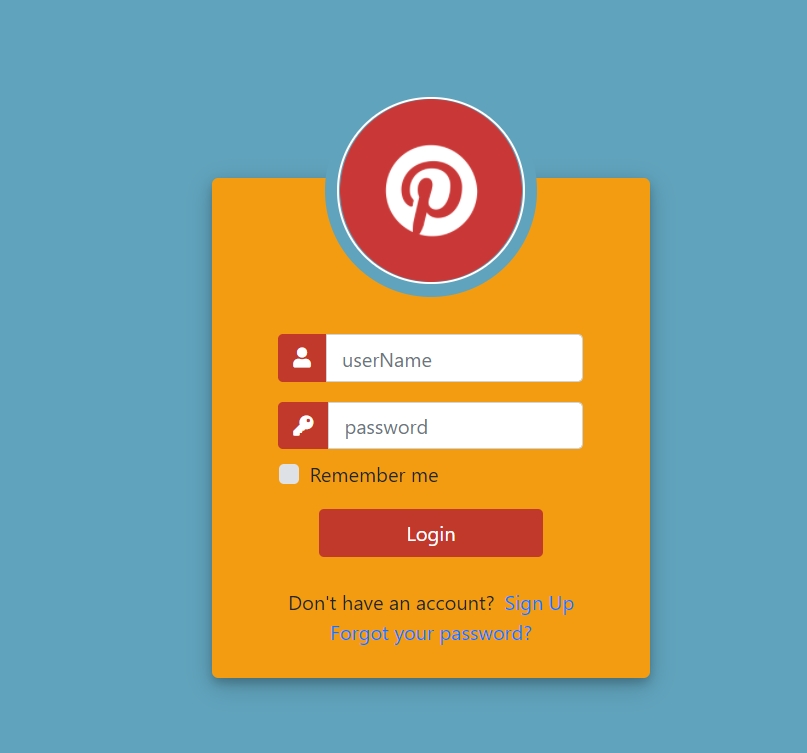 userName
password
Remember me
Login
Don't have an account? Sign Up
Forgot your password?